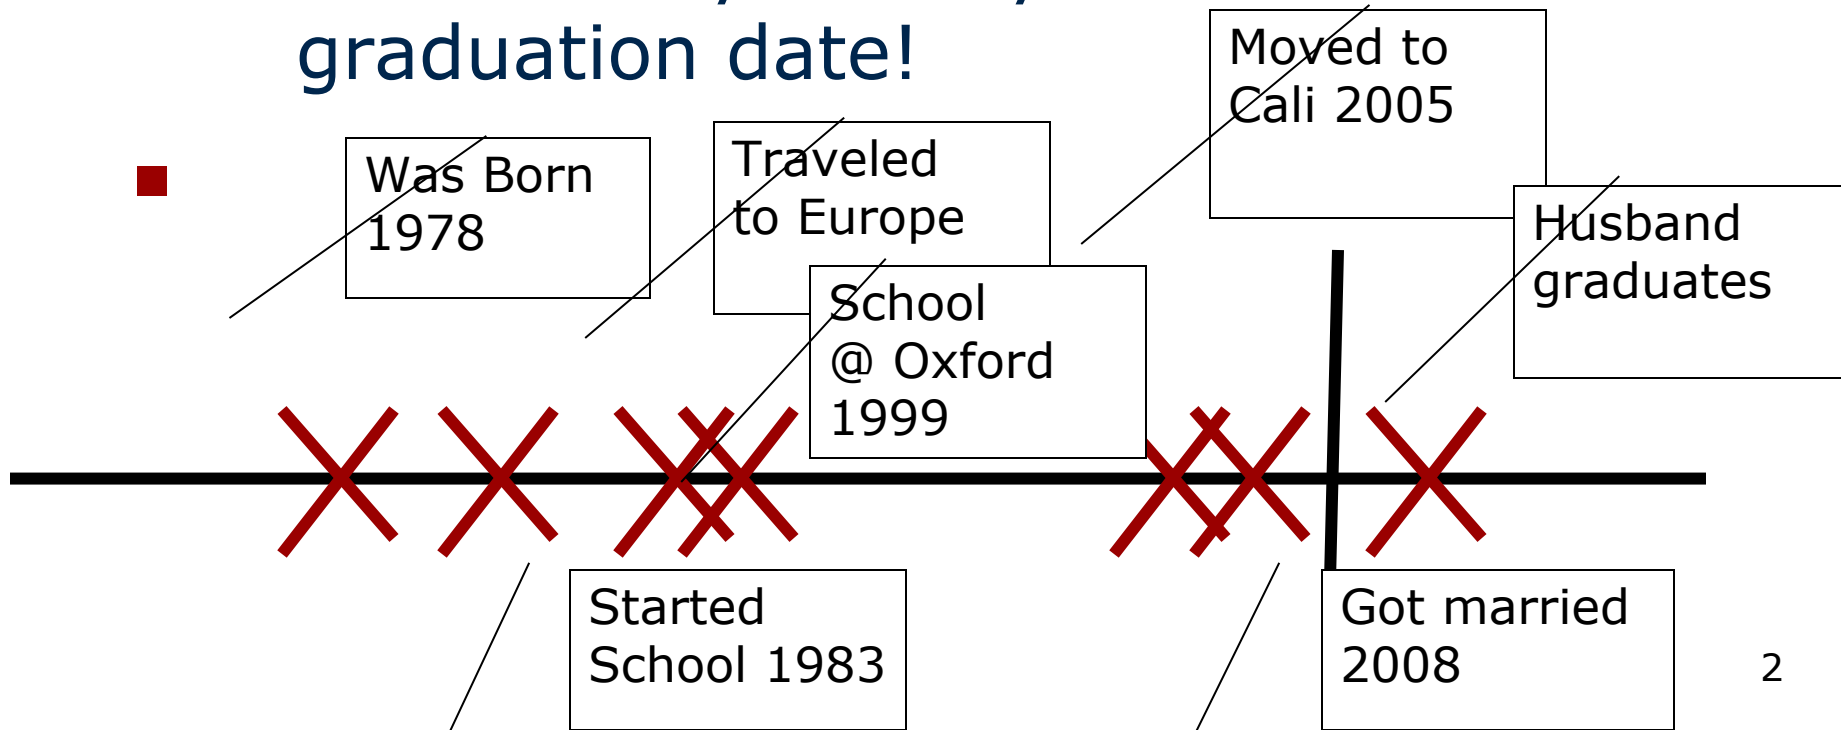 graduation date!
Was Born
1978
Traveled
to Europe
School
@ Oxford
1999
Moved to
Cali 2005
Husband
graduates
Started
School 1983
Got married
2008
2